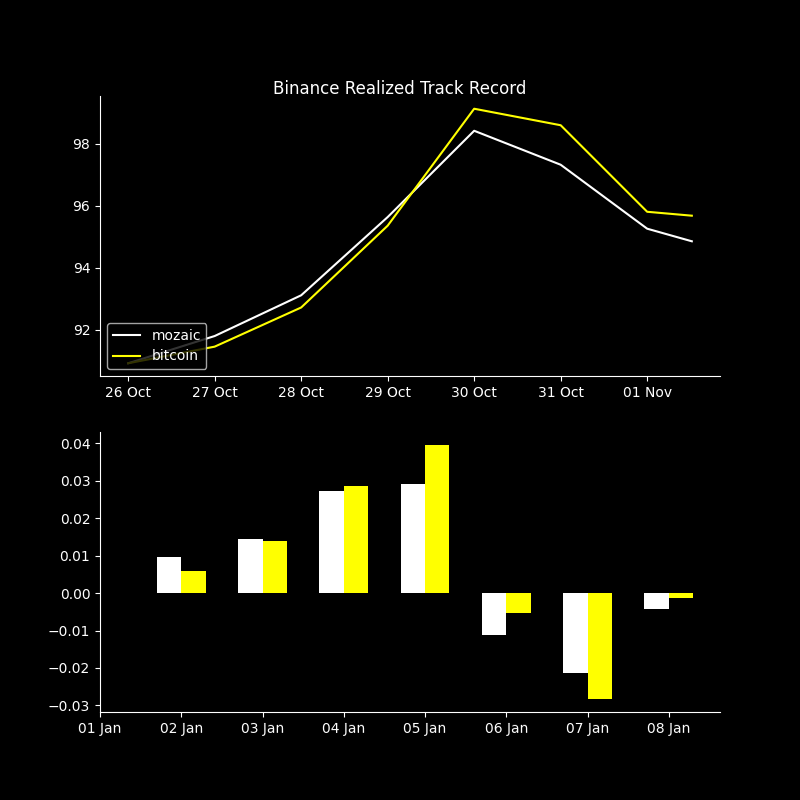 Binance Realized Track Record
98
96
94
92
mozaic
bitcoin
26 Oct 27 Oct 28 Oct 29 Oct 30 Oct 31 Oct 01 Nov
0.04
0.03
0.02
0.01
0.00
−0.01
−0.02
−0.03
01 Jan 02 Jan 03 Jan 04 Jan 05 Jan 06 Jan 07 Jan 08 Jan